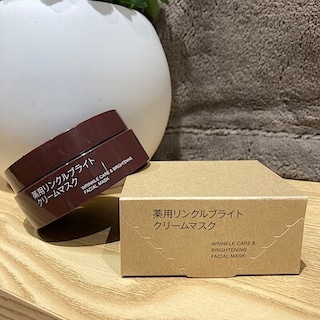 薬用リンクルブライト
クリームマスク
WRINKLE CARE & BRIGHTENING
FACIAL MASK
薬用リンクルブライト
クリームマスク
WRINKLE CARE &
BRIGHTENING
FACIAL MASK